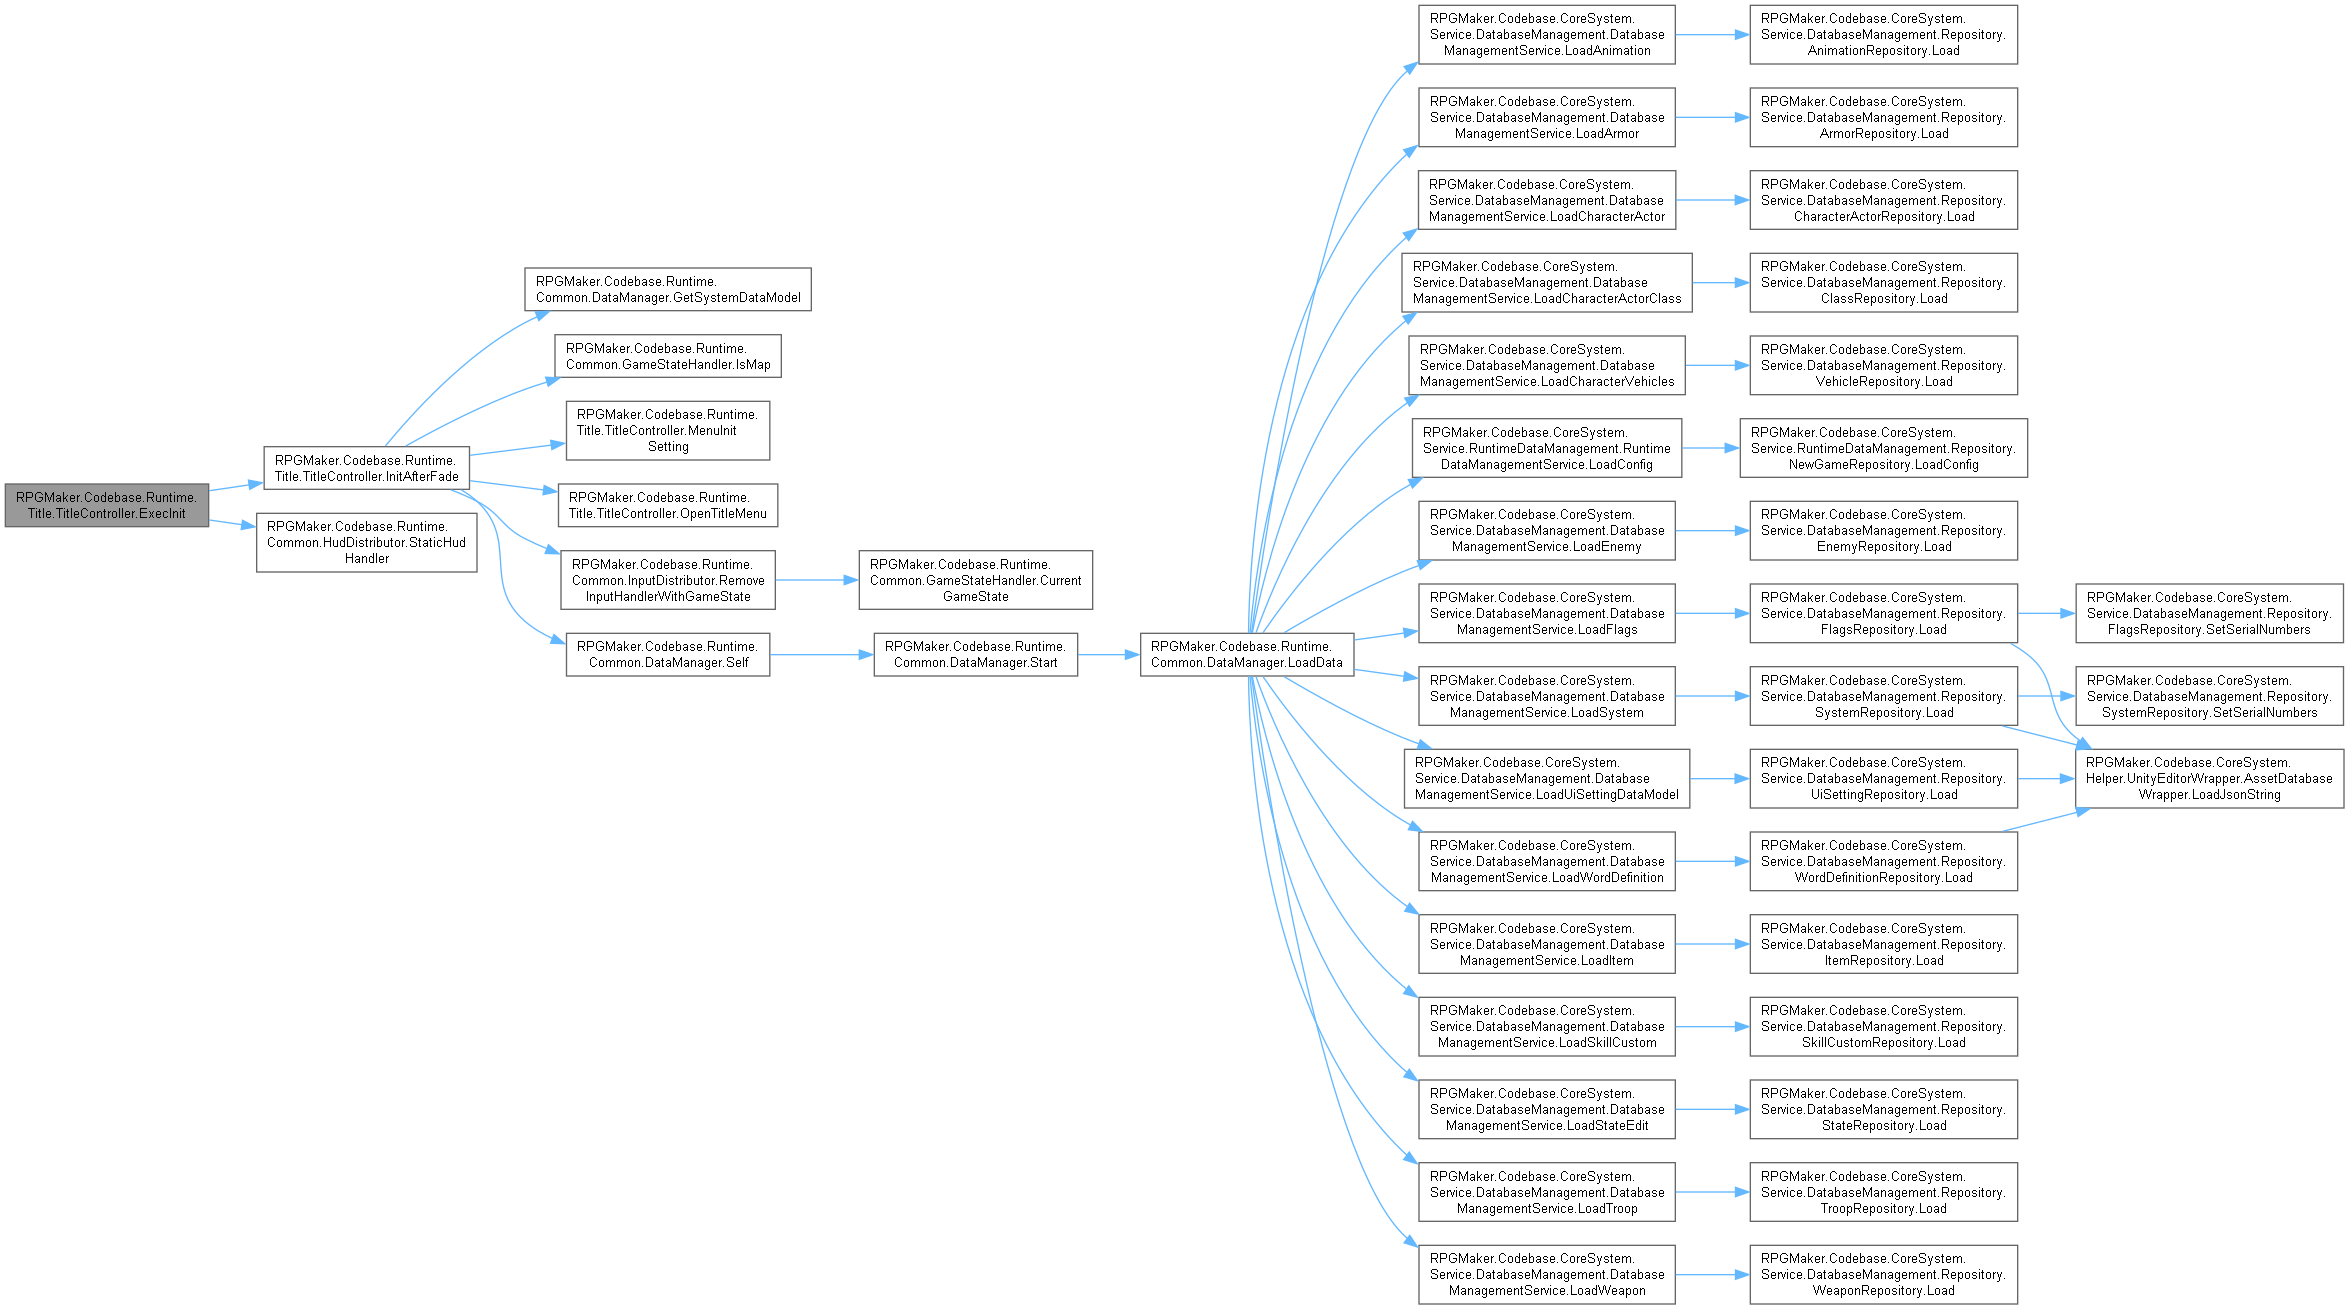 RPGMaker.Codebase.Runtime.
Title.TitleController.ExecInit
RPGMaker.Codebase.Runtime.
Title.TitleController.InitAfterFade
RPGMaker.Codebase.Runtime.
Common.HudDistributor.StaticHud
Handler
RPGMaker.Codebase.Runtime.
Common.DataManager.GetSystemDataModel
RPGMaker.Codebase.Runtime.
Common.GameStateHandler.IsMap
RPGMaker.Codebase.Runtime.
Title.TitleController.MenuInit
Setting
RPGMaker.Codebase.Runtime.
Title.TitleController.OpenTitleMenu
RPGMaker.Codebase.Runtime.
Common.InputDistributor.Remove
InputHandlerWithGameState
RPGMaker.Codebase.Runtime.
Common.DataManager.Self
RPGMaker.Codebase.Runtime.
Common.GameStateHandler.Current
GameState
RPGMaker.Codebase.Runtime.
Common.DataManager.Start
RPGMaker.Codebase.Runtime.
Common.DataManager.LoadData
RPGMaker.Codebase.CoreSystem.
Service.DatabaseManagement.Database
ManagementService.LoadAnimation
RPGMaker.Codebase.CoreSystem.
Service.DatabaseManagement.Repository.
AnimationRepository.Load
RPGMaker.Codebase.CoreSystem.
Service.DatabaseManagement.Database
ManagementService.LoadArmor
RPGMaker.Codebase.CoreSystem.
Service.DatabaseManagement.Repository.
ArmorRepository.Load
RPGMaker.Codebase.CoreSystem.
Service.DatabaseManagement.Database
ManagementService.LoadCharacterActor
RPGMaker.Codebase.CoreSystem.
Service.DatabaseManagement.Repository.
CharacterActorRepository.Load
RPGMaker.Codebase.CoreSystem.
Service.DatabaseManagement.Database
ManagementService.LoadCharacterActorClass
RPGMaker.Codebase.CoreSystem.
Service.DatabaseManagement.Repository.
ClassRepository.Load
RPGMaker.Codebase.CoreSystem.
Service.DatabaseManagement.Database
ManagementService.LoadCharacterVehicles
RPGMaker.Codebase.CoreSystem.
Service.DatabaseManagement.Repository.
VehicleRepository.Load
RPGMaker.Codebase.CoreSystem.
Service.RuntimeDataManagement.Runtime
DataManagementService.LoadConfig
RPGMaker.Codebase.CoreSystem.
Service.RuntimeDataManagement.Repository.
NewGameRepository.LoadConfig
RPGMaker.Codebase.CoreSystem.
Service.DatabaseManagement.Database
ManagementService.LoadEnemy
RPGMaker.Codebase.CoreSystem.
Service.DatabaseManagement.Repository.
EnemyRepository.Load
RPGMaker.Codebase.CoreSystem.
Service.DatabaseManagement.Database
ManagementService.LoadFlags
RPGMaker.Codebase.CoreSystem.
Service.DatabaseManagement.Repository.
FlagsRepository.Load
RPGMaker.Codebase.CoreSystem.
Service.DatabaseManagement.Repository.
FlagsRepository.SetSerialNumbers
RPGMaker.Codebase.CoreSystem.
Service.DatabaseManagement.Database
ManagementService.LoadSystem
RPGMaker.Codebase.CoreSystem.
Service.DatabaseManagement.Repository.
SystemRepository.Load
RPGMaker.Codebase.CoreSystem.
Service.DatabaseManagement.Repository.
SystemRepository.SetSerialNumbers
RPGMaker.Codebase.CoreSystem.
Service.DatabaseManagement.Database
ManagementService.LoadUiSettingDataModel
RPGMaker.Codebase.CoreSystem.
Service.DatabaseManagement.Repository.
UiSettingRepository.Load
RPGMaker.Codebase.CoreSystem.
Helper.UnityEditorWrapper.AssetDatabase
Wrapper.LoadJsonString
RPGMaker.Codebase.CoreSystem.
Service.DatabaseManagement.Database
ManagementService.LoadWordDefinition
RPGMaker.Codebase.CoreSystem.
Service.DatabaseManagement.Repository.
WordDefinitionRepository.Load
RPGMaker.Codebase.CoreSystem.
Service.DatabaseManagement.Database
ManagementService.LoadItem
RPGMaker.Codebase.CoreSystem.
Service.DatabaseManagement.Repository.
ItemRepository.Load
RPGMaker.Codebase.CoreSystem.
Service.DatabaseManagement.Database
ManagementService.LoadSkillCustom
RPGMaker.Codebase.CoreSystem.
Service.DatabaseManagement.Repository.
SkillCustomRepository.Load
RPGMaker.Codebase.CoreSystem.
Service.DatabaseManagement.Database
ManagementService.LoadStateEdit
RPGMaker.Codebase.CoreSystem.
Service.DatabaseManagement.Repository.
StateRepository.Load
RPGMaker.Codebase.CoreSystem.
Service.DatabaseManagement.Database
ManagementService.LoadTroop
RPGMaker.Codebase.CoreSystem.
Service.DatabaseManagement.Repository.
TroopRepository.Load
RPGMaker.Codebase.CoreSystem.
Service.DatabaseManagement.Database
ManagementService.LoadWeapon
RPGMaker.Codebase.CoreSystem.
Service.DatabaseManagement.Repository.
WeaponRepository.Load